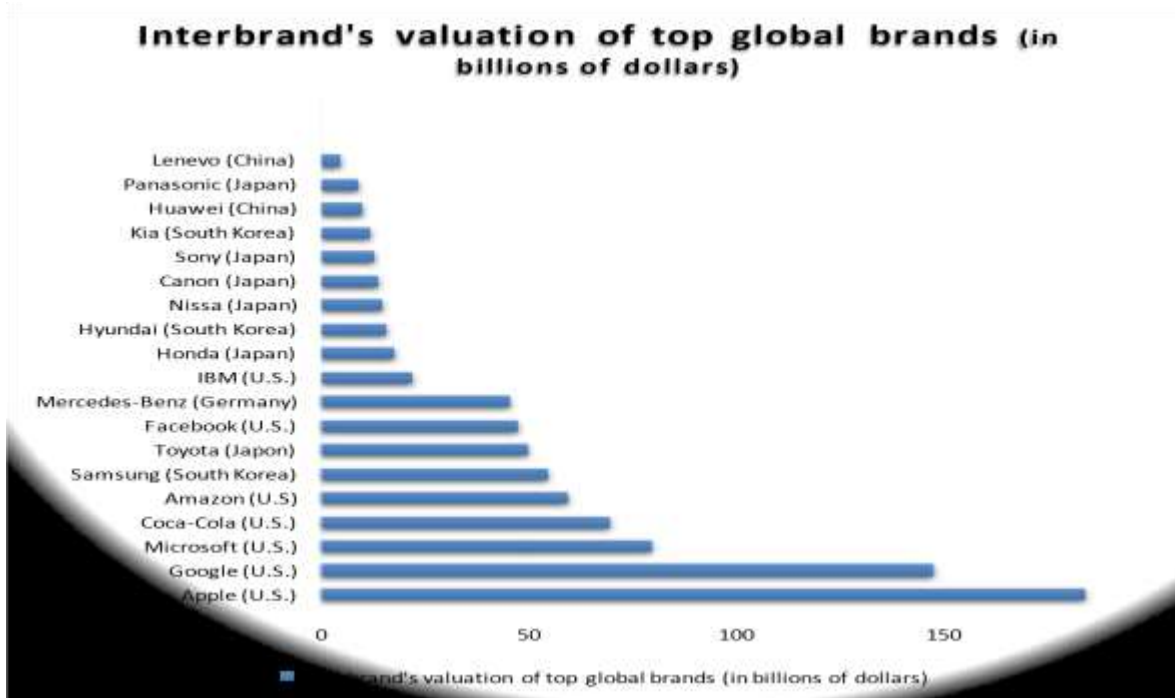 Interbrand's valuation of top global brands (in
billions of dollars)
Lenevo (China)
Panasonic (Japan)
Huawei (China)
Kia (South Korea)
Sony (Japan)
Canon (Japan)
Nissa (Japan)
Hyundai (South Korea)
Honda (Japan)
IBM (U.S.)
Mercedes-Benz (Germany)
Facebook (U.S.)
Toyota (Japon)
Samsung (South Korea)
Amazon (U.S)
Coca-Cola (U.S.)
Microsoft (U.S.)
Google (U.S.)
Apple (U.S.)
0 50 100 150
valuation of top global brands (in billions of dollars)